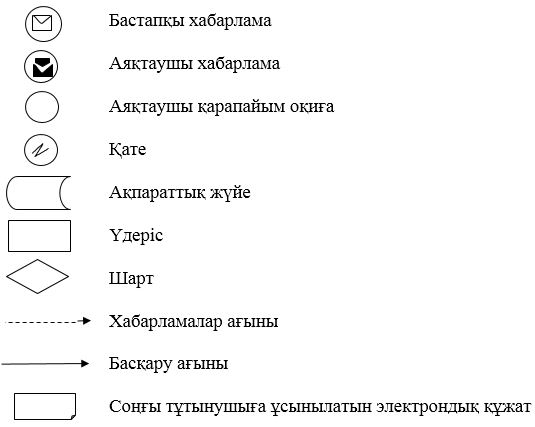 Бастапқы хабарлама
Аяқтаушы хабарлама
Аяқтаушы қарапайым оқиға
Қате
Ақпараттық жүйе
Үдеріс
Шарт
Хабарламалар ағыны
Басқару ағыны
Соңғы тұтынушыға ұсынылатын электрондық құжат